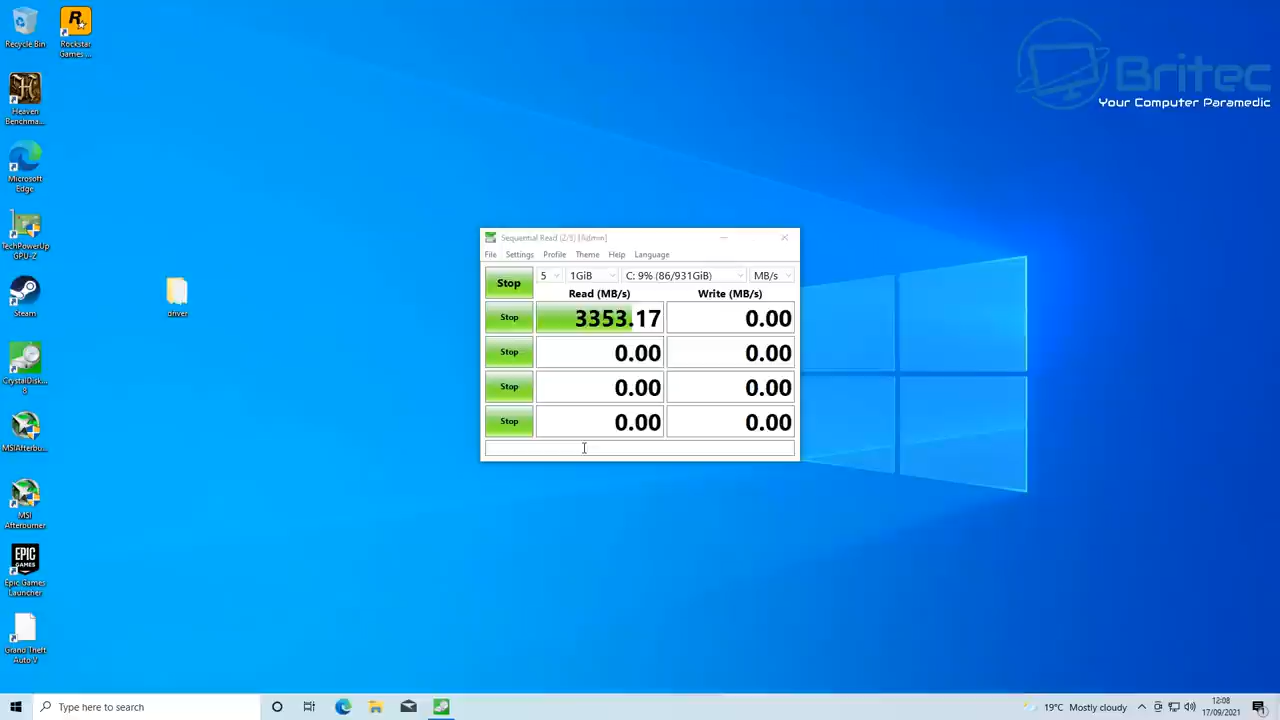 Recycle Bin
Rockstar
Games ...
Heaven
Benchma...
Microsoft
Edge
TechPowerUp
GPU-Z
Steam
driver
CrystalDisk...
8
MSIAfterbu...
MSI
Afterburner
EPIC
GAMES
Epic Games
Launcher
Grand Theft
Auto V
Britec
Your Computer Paramedic
Sequential Read (2/5) [Admin]
File Settings Profile Theme Help Language
Stop 5 1GiB C: 9% (86/931GiB) MB/s
Read (MB/s) Write (MB/s)
Stop 3353.17 0.00
Stop 0.00 0.00
Stop 0.00 0.00
Stop 0.00 0.00
Type here to search
19°C Mostly cloudy
12:08
17/09/2021